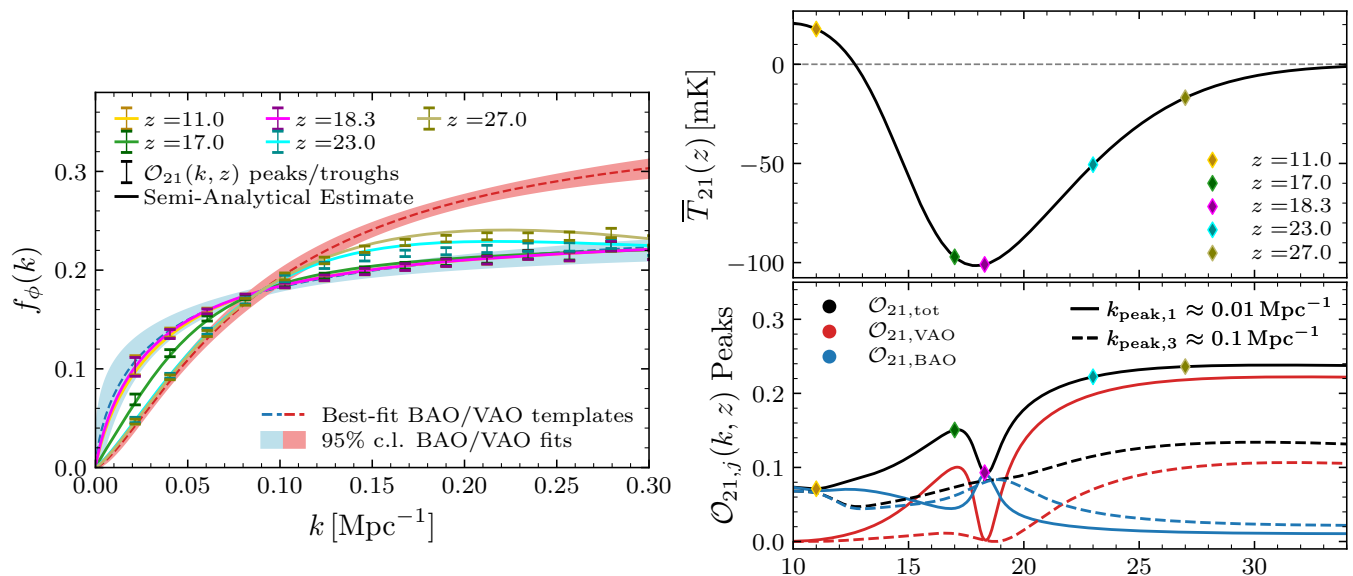 z = 11.0
z = 18.3
z = 27.0
z = 17.0
z = 23.0
𝒪₂₁(k, z) peaks/troughs
Semi-Analytical Estimate
Best-fit BAO/VAO templates
95% c.l. BAO/VAO fits
f_ϕ(k)
0.3
0.2
0.1
0.0
0.00 0.05 0.10 0.15 0.20 0.25 0.30
k [Mpc⁻¹]
T̅₂₁(z) [mK]
0
−50
−100
z = 11.0
z = 17.0
z = 18.3
z = 23.0
z = 27.0
𝒪₂₁,ⱼ(k, z) Peaks
0.3
0.2
0.1
0.0
𝒪₂₁,tot
𝒪₂₁,VAO
𝒪₂₁,BAO
k_peak,1 ≈ 0.01 Mpc⁻¹
k_peak,3 ≈ 0.1 Mpc⁻¹
10 15 20 25 30